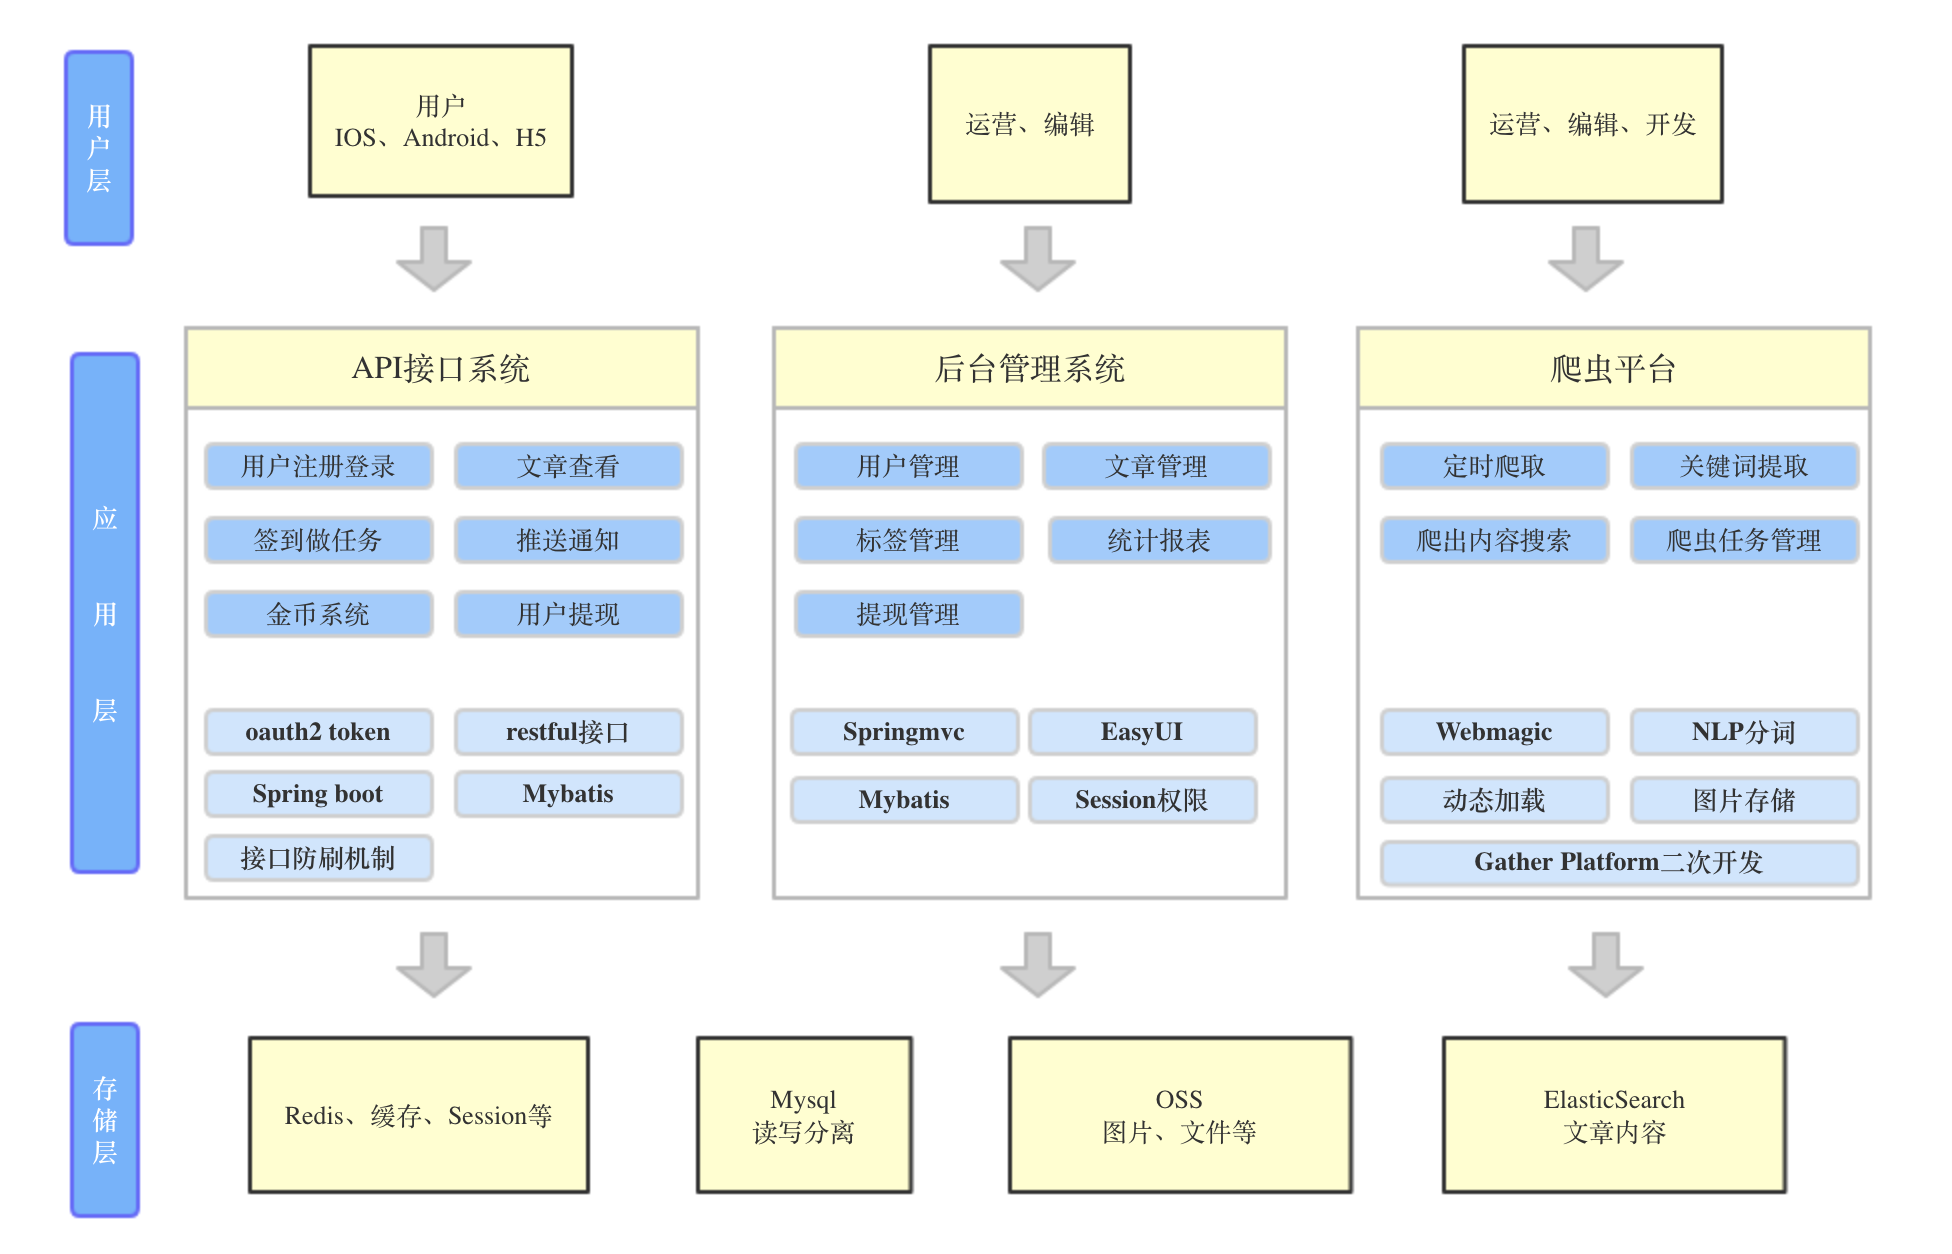 用户层
用户
IOS、Android、H5
运营、编辑
运营、编辑、开发
应用层
API接口系统
用户注册登录
文章查看
签到做任务
推送通知
金币系统
用户提现
oauth2 token
restful接口
Spring boot
Mybatis
接口防刷机制
后台管理系统
用户管理
文章管理
标签管理
统计报表
提现管理
Springmvc
EasyUI
Mybatis
Session权限
爬虫平台
定时爬取
关键词提取
爬出内容搜索
爬虫任务管理
Webmagic
NLP分词
动态加载
图片存储
Gather Platform二次开发
存储层
Redis、缓存、Session等
Mysql
读写分离
OSS
图片、文件等
ElasticSearch
文章内容